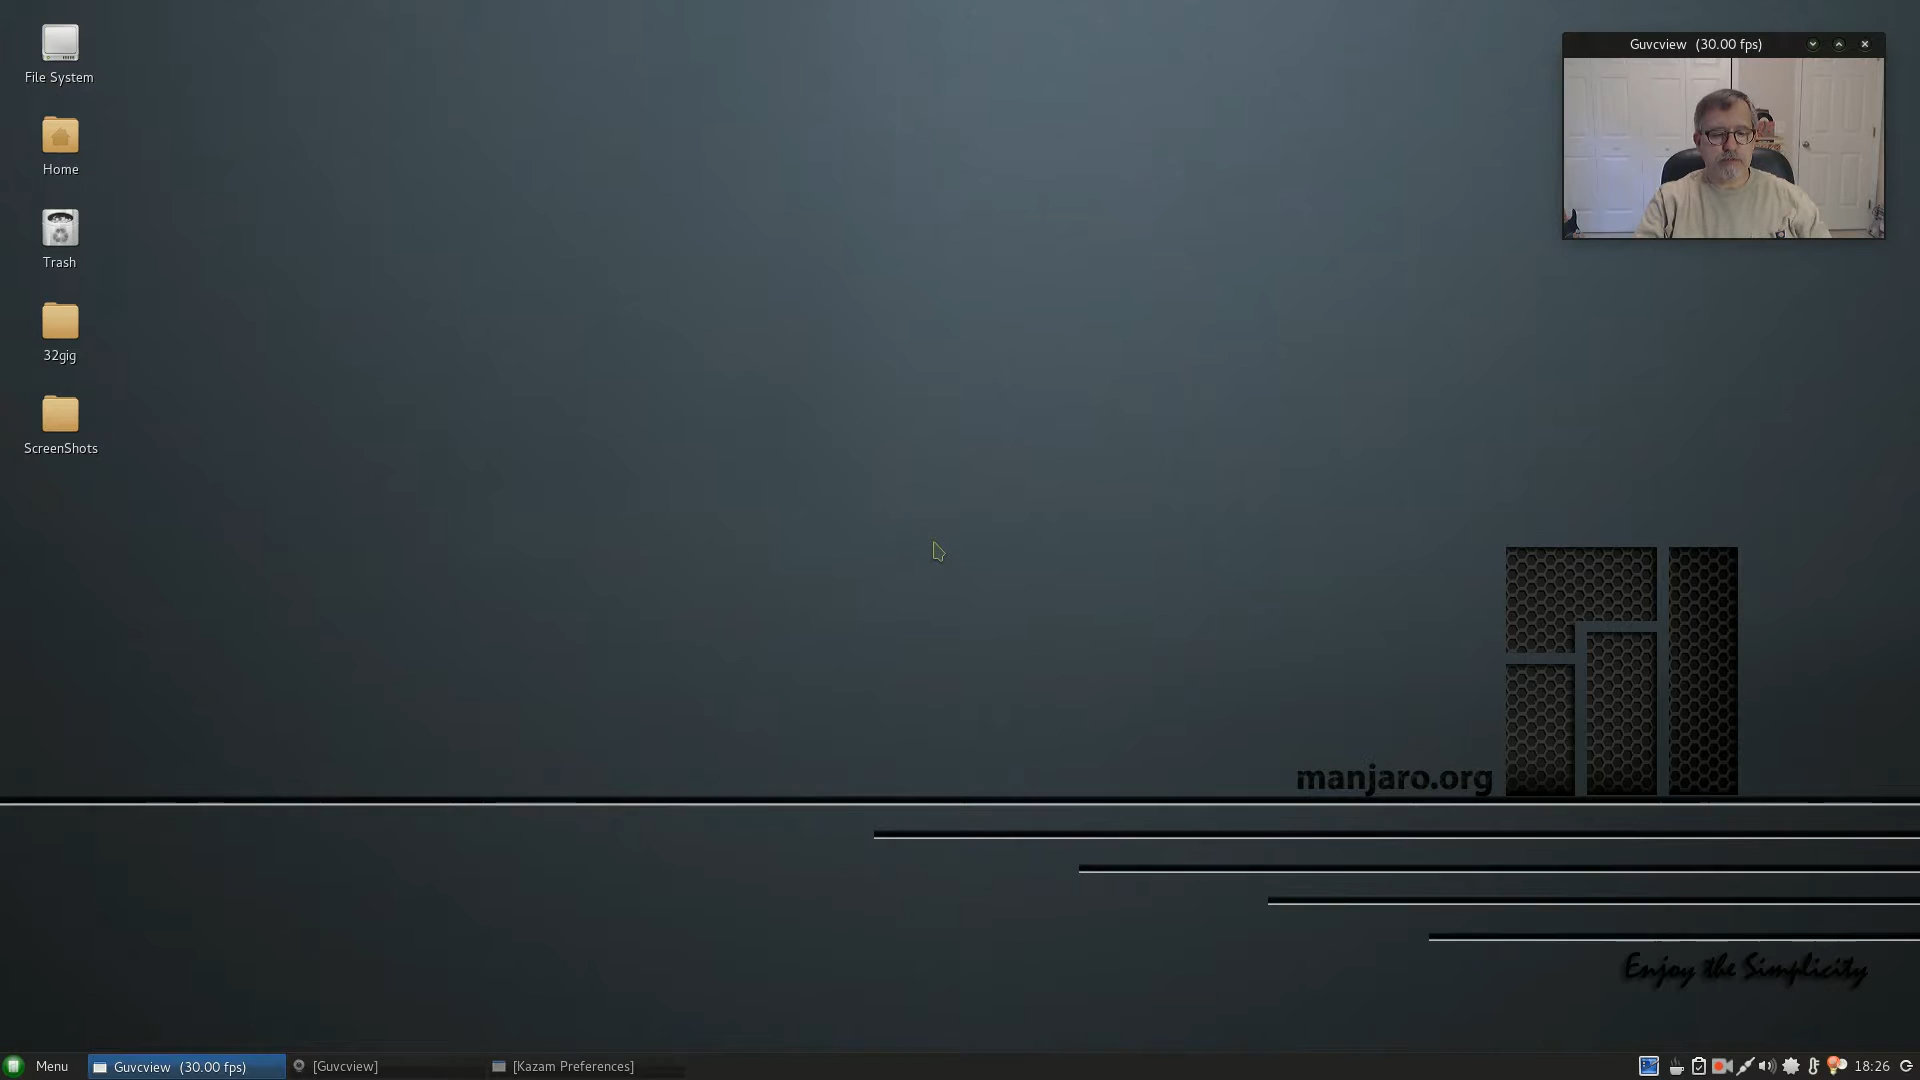 File System
Home
Trash
32gig
ScreenShots
Guvcview (30.00 fps)
manjaro.org
Enjoy the Simplicity
Menu
Guvcview (30.00 fps)
[Guvcview]
[Kazam Preferences]
18:26